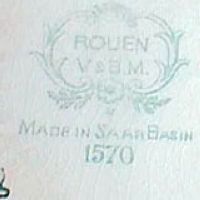 ROUEN
V & B.M.
MADE IN SAAR BASIN
1570